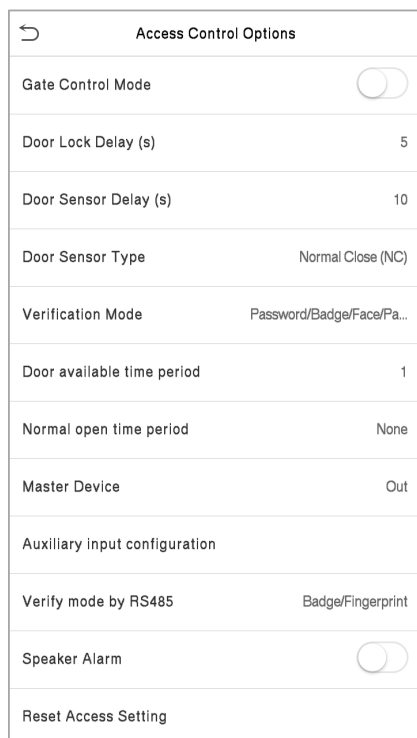 Access Control Options
Gate Control Mode
Door Lock Delay (s) 5
Door Sensor Delay (s) 10
Door Sensor Type Normal Close (NC)
Verification Mode Password/Badge/Face/Pa...
Door available time period 1
Normal open time period None
Master Device Out
Auxiliary input configuration
Verify mode by RS485 Badge/Fingerprint
Speaker Alarm
Reset Access Setting